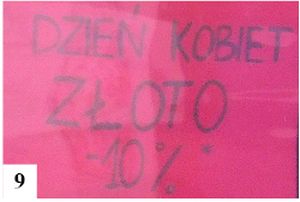 DZIEŃ KOBIET
ZŁOTO
-10%*
9